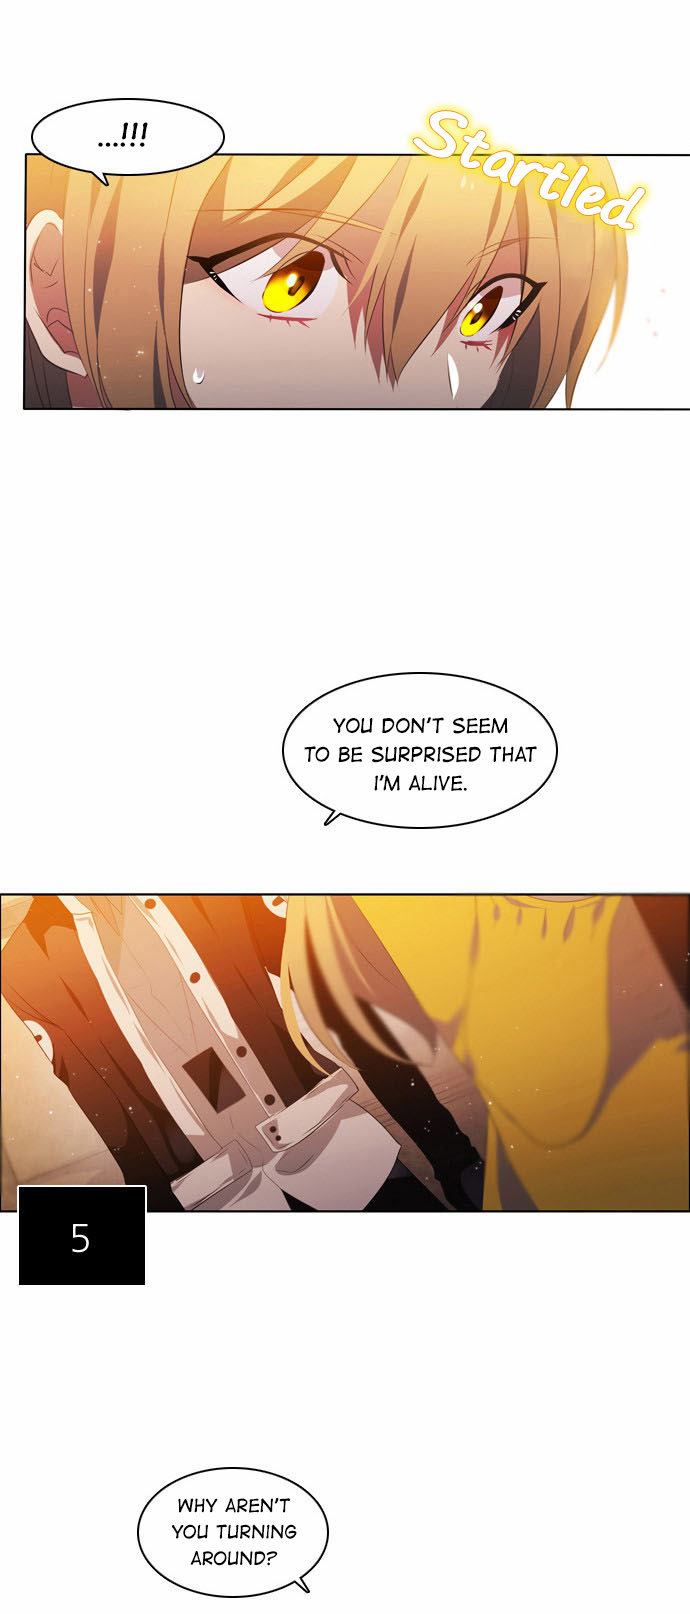 ...!!!
Startled
YOU DON'T SEEM
TO BE SURPRISED THAT
I'M ALIVE.
5
WHY AREN'T
YOU TURNING
AROUND?